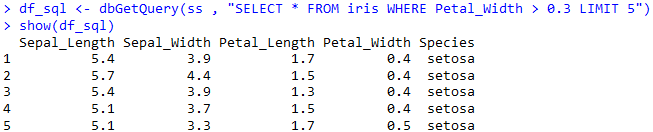 > df_sql <- dbGetQuery(ss , "SELECT * FROM iris WHERE Petal_Width > 0.3 LIMIT 5")
> show(df_sql)
  Sepal_Length Sepal_Width Petal_Length Petal_Width Species
1          5.4         3.9          1.7         0.4  setosa
2          5.7         4.4          1.5         0.4  setosa
3          5.4         3.9          1.3         0.4  setosa
4          5.1         3.7          1.5         0.4  setosa
5          5.1         3.3          1.7         0.5  setosa